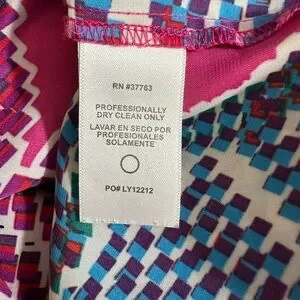 RN #37763
PROFESSIONALLY
DRY CLEAN ONLY
LAVAR EN SECO POR
PROFESIONALES
SOLAMENTE
PO# LY12212